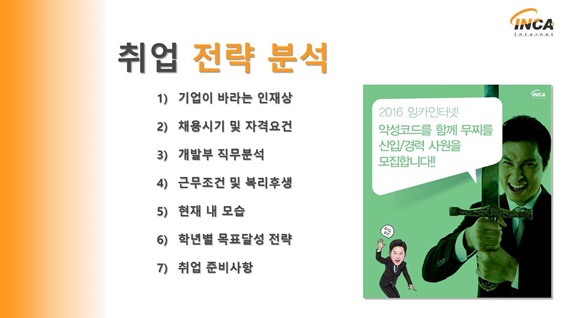 INCA
Internet
취업 전략 분석
1) 기업이 바라는 인재상
2) 채용시기 및 자격요건
3) 개발부 직무분석
4) 근무조건 및 복리후생
5) 현재 내 모습
6) 학년별 목표달성 전략
7) 취업 준비사항
INCA
2016 잉카인터넷
악성코드를 함께 무찌를
신입/경력 사원을
모집합니다!!